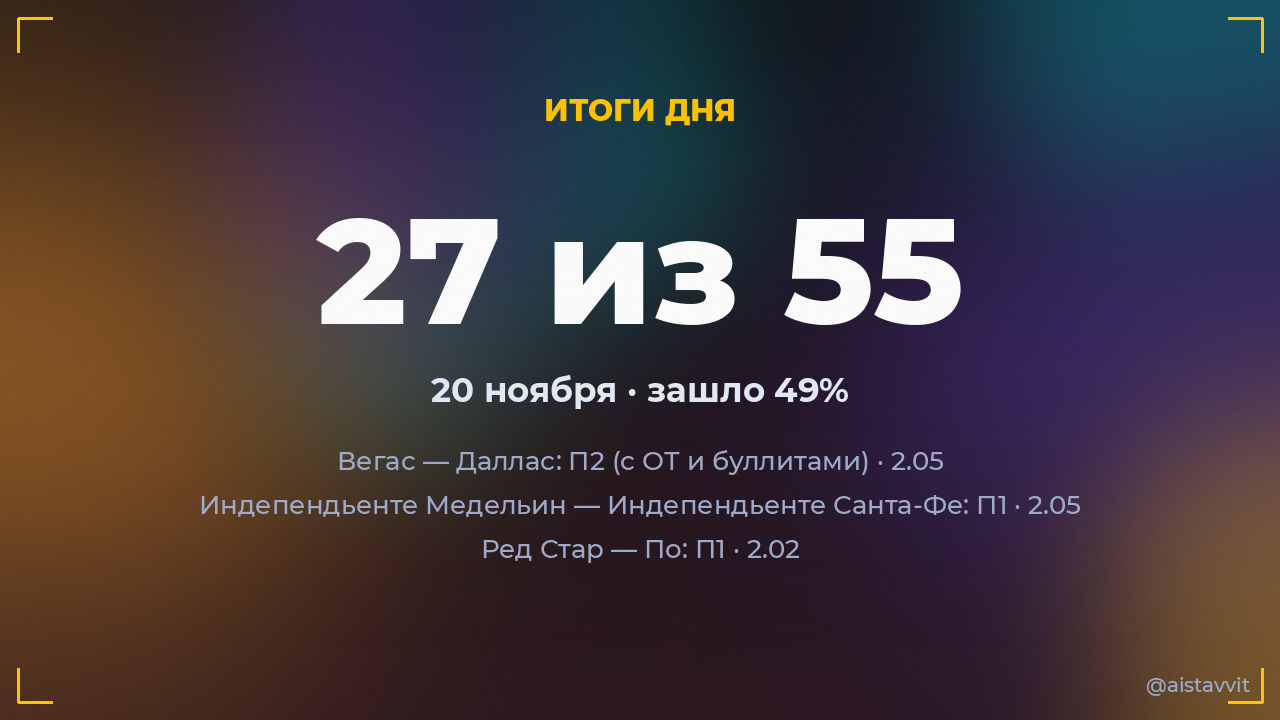 ИТОГИ ДНЯ
27 из 55
20 ноября · зашло 49%
Вегас — Даллас: П2 (с ОТ и буллитами) · 2.05
Индепендьенте Медельин — Индепендьенте Санта-Фе: П1 · 2.05
Ред Стар — По: П1 · 2.02
@aistavvit